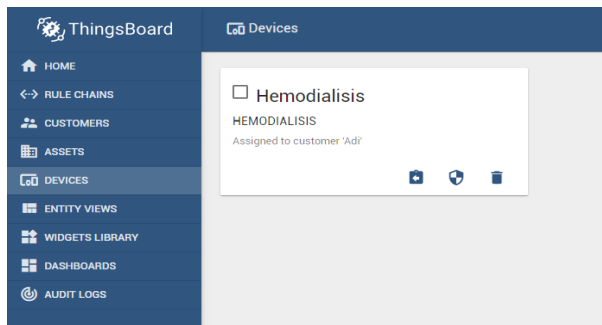 ThingsBoard
Devices
HOME
RULE CHAINS
CUSTOMERS
ASSETS
DEVICES
ENTITY VIEWS
WIDGETS LIBRARY
DASHBOARDS
AUDIT LOGS
Hemodialisis
HEMODIALISIS
Assigned to customer 'Adi'